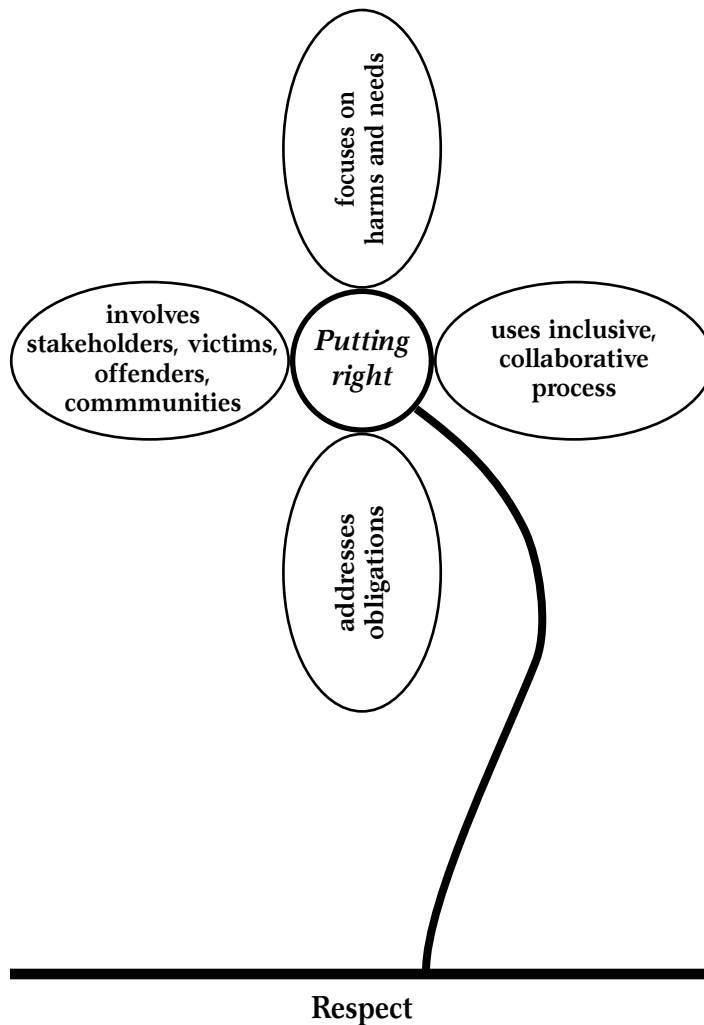 focuses on
harms and needs
involves
stakeholders, victims,
offenders,
commmunities
Putting
right
uses inclusive,
collaborative
process
addresses
obligations
Respect